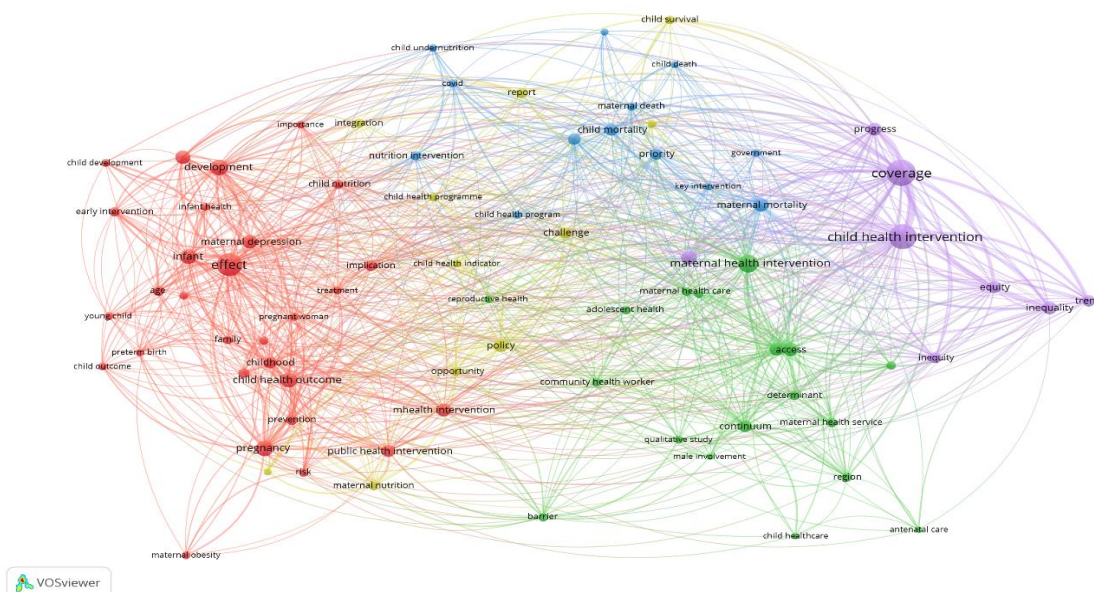 child survival
child undernutrition
child death
covid
report
maternal death
importance
integration
child mortality
progress
child development
development
nutrition intervention
priority
government
coverage
child nutrition
key intervention
early intervention
infant health
child health programme
maternal mortality
child health program
maternal depression
challenge
child health intervention
infant
effect
implication
child health indicator
maternal health intervention
age
treatment
maternal health care
equity
reproductive health
inequality
tren
young child
pregnant woman
adolescent health
family
policy
access
preterm birth
inequity
child outcome
childhood
opportunity
child health outcome
community health worker
determinant
mhealth intervention
prevention
continuum
maternal health service
pregnancy
public health intervention
qualitative study
male involvement
risk
maternal nutrition
region
barrier
antenatal care
child healthcare
maternal obesity
VOSviewer